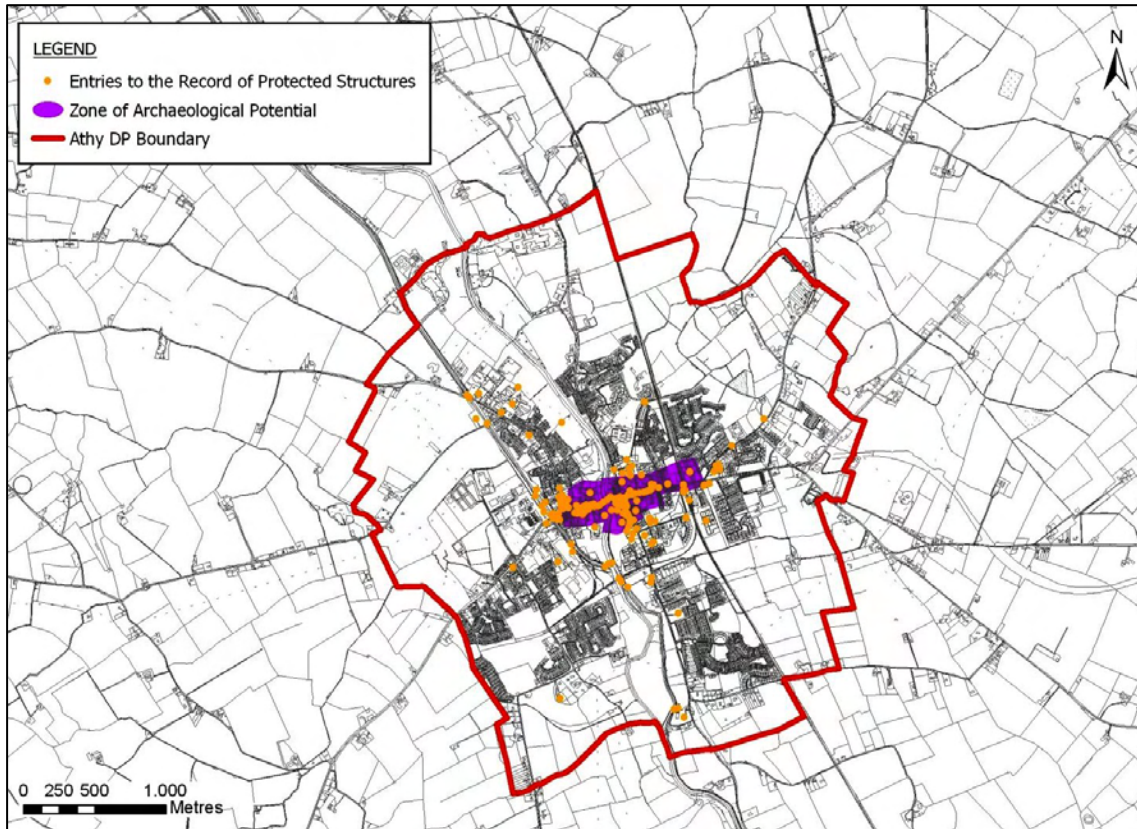 LEGEND
Entries to the Record of Protected Structures
Zone of Archaeological Potential
Athy DP Boundary
N
0 250 500 1.000
Metres